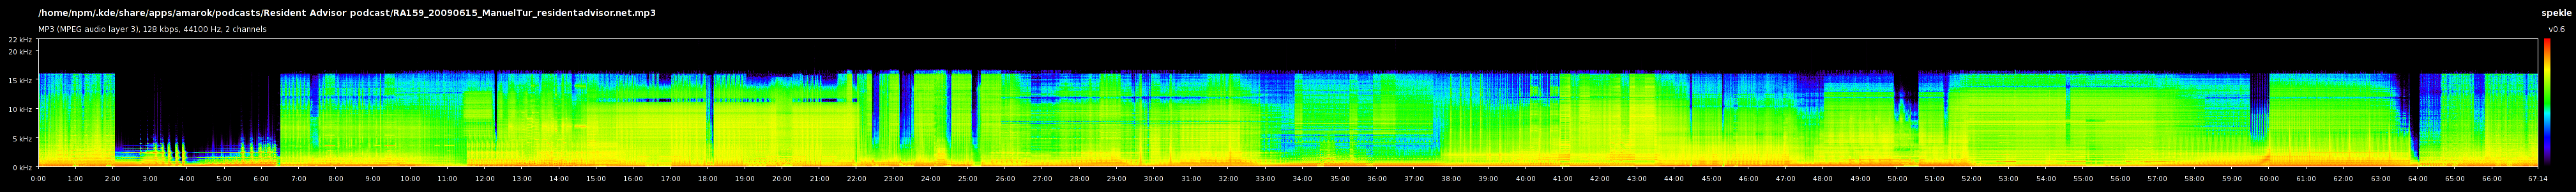 /home/npm/.kde/share/apps/amarok/podcasts/Resident Advisor podcast/RA159_20090615_ManuelTur_residentadvisor.net.mp3 spekle
MP3 (MPEG audio layer 3), 128 kbps, 44100 Hz, 2 channels v0.6
22 kHz
20 kHz
15 kHz
10 kHz
5 kHz
0 kHz
0:00 1:00 2:00 3:00 4:00 5:00 6:00 7:00 8:00 9:00 10:00 11:00 12:00 13:00 14:00 15:00 16:00 17:00 18:00 19:00 20:00 21:00 22:00 23:00 24:00 25:00 26:00 27:00 28:00 29:00 30:00 31:00 32:00 33:00 34:00 35:00 36:00 37:00 38:00 39:00 40:00 41:00 42:00 43:00 44:00 45:00 46:00 47:00 48:00 49:00 50:00 51:00 52:00 53:00 54:00 55:00 56:00 57:00 58:00 59:00 60:00 61:00 62:00 63:00 64:00 65:00 66:00 67:14